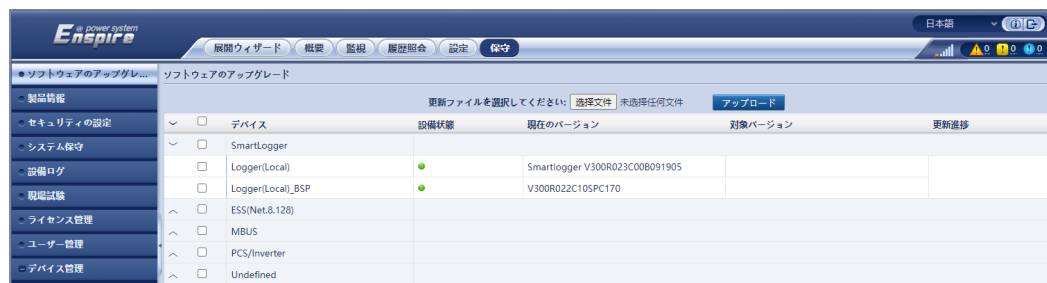 e power system
Enspire
日本語
展開ウィザード 概要 監視 履歴照会 設定 保守
0 0 0
ソフトウェアのアップグレ... ソフトウェアのアップグレード
製品情報
更新ファイルを選択してください: 选择文件 未选择任何文件 アップロード
セキュリティの設定
デバイス 設備状態 現在のバージョン 対象バージョン 更新進捗
システム保守
SmartLogger
設備ログ
Logger(Local) Smartlogger V300R023C00B091905
現場試験
Logger(Local)_BSP V300R022C10SPC170
ライセンス管理
ESS(Net.8.128)
ユーザー管理
MBUS
デバイス管理
PCS/Inverter
Undefined